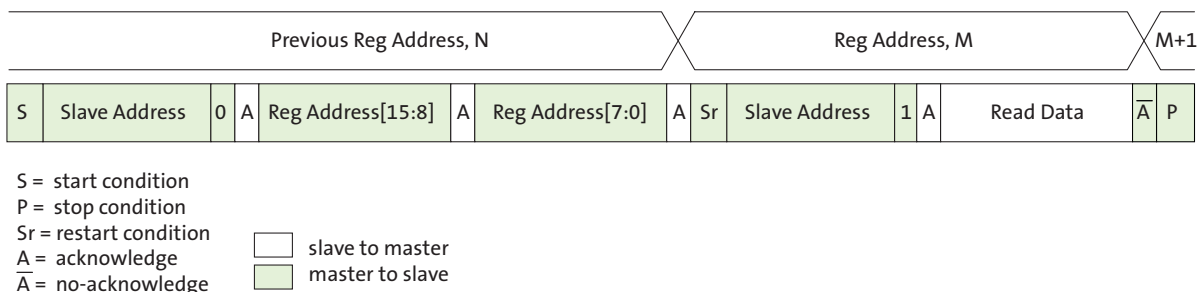 Previous Reg Address, N Reg Address, M M+1
S Slave Address 0 A Reg Address[15:8] A Reg Address[7:0] A Sr Slave Address 1 A Read Data A̅ P
S = start condition
P = stop condition
Sr = restart condition
A = acknowledge
A̅ = no-acknowledge
slave to master
master to slave